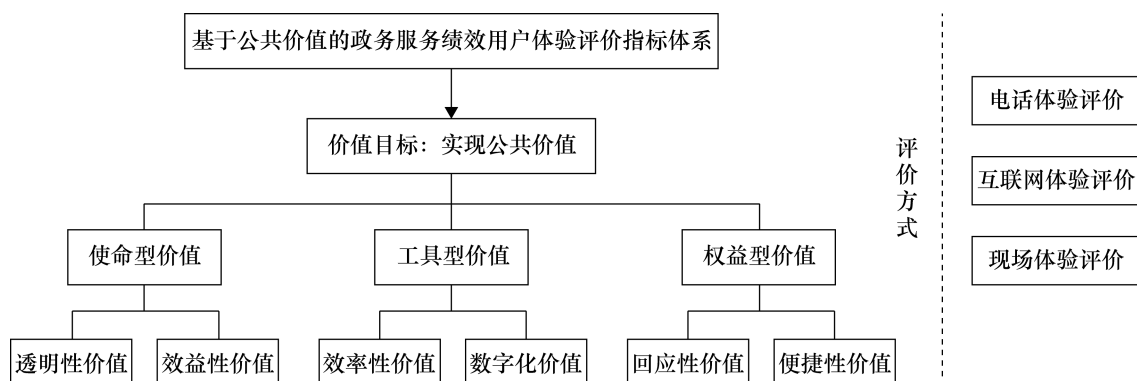 基于公共价值的政务服务绩效用户体验评价指标体系
价值目标：实现公共价值
使命型价值
工具型价值
权益型价值
透明性价值
效益性价值
效率性价值
数字化价值
回应性价值
便捷性价值
评价方式
电话体验评价
互联网体验评价
现场体验评价